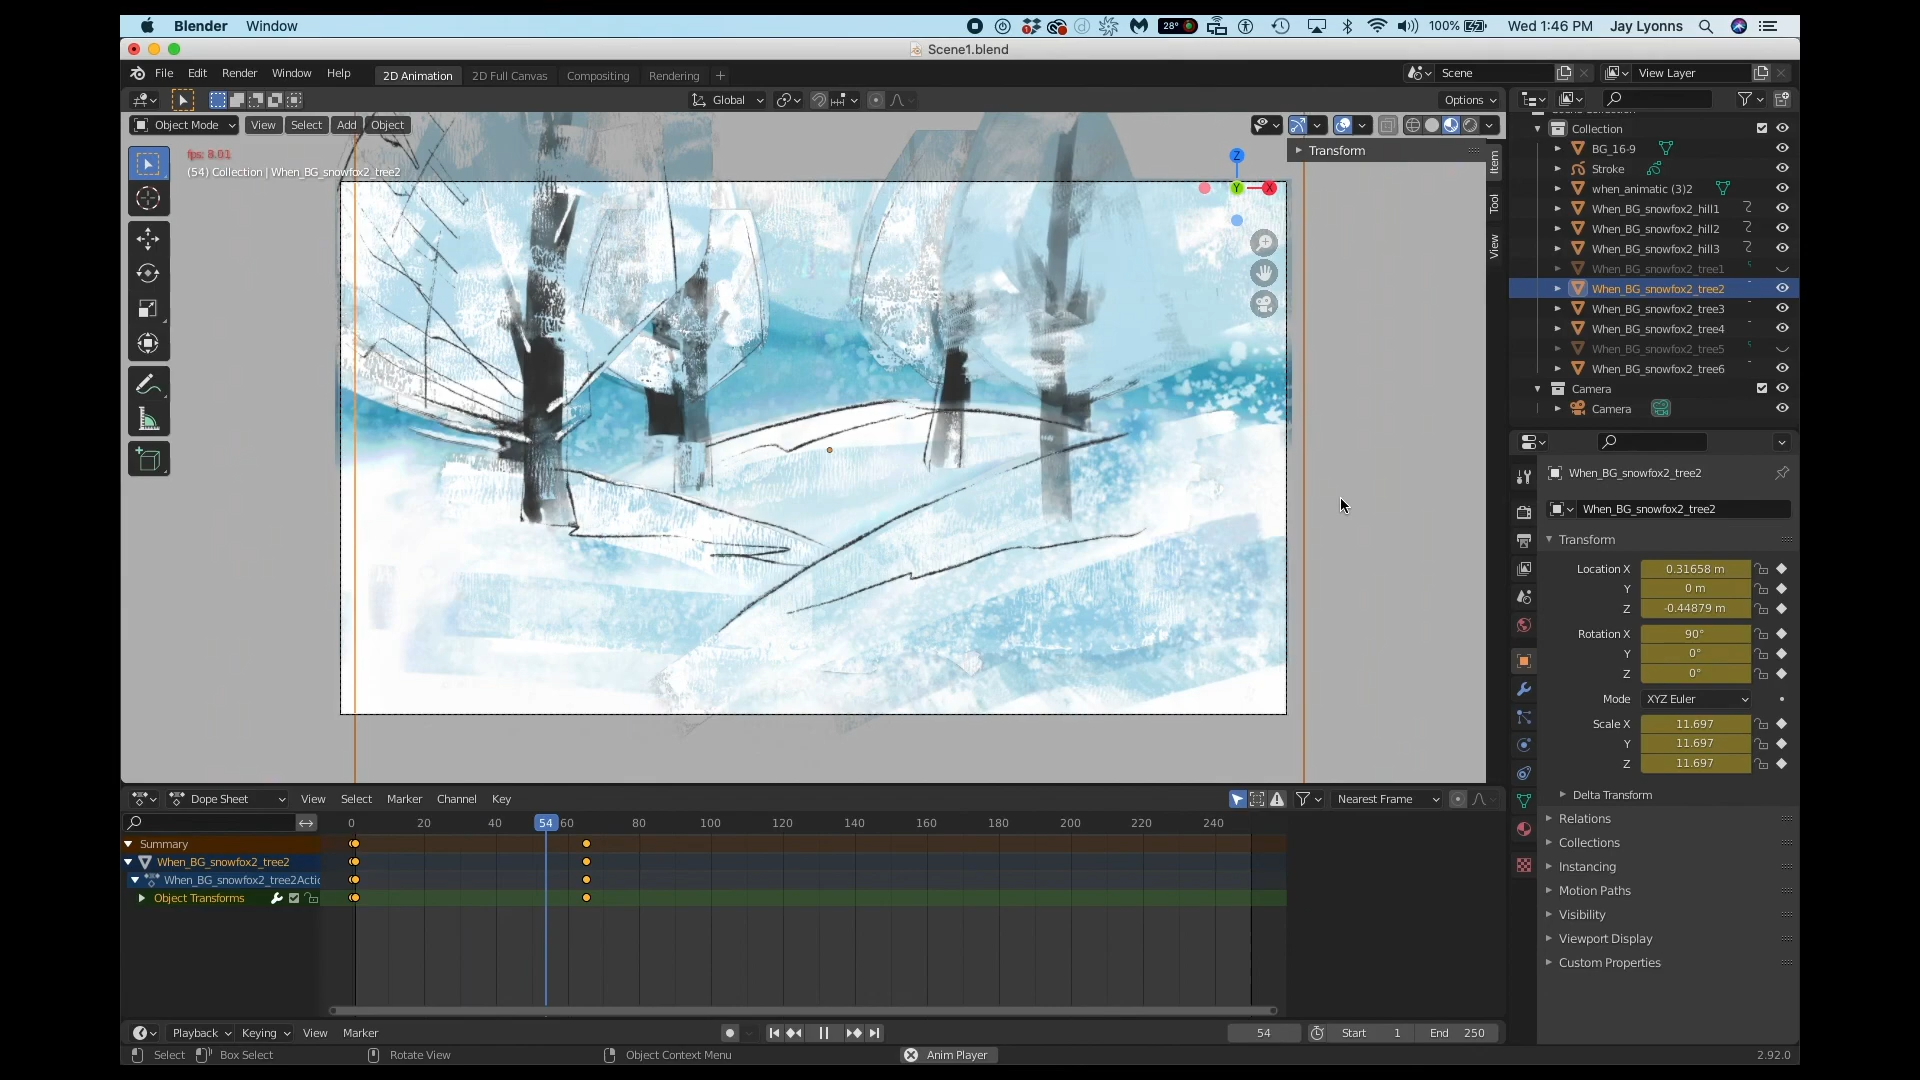 Blender Window 28° 100% Wed 1:46 PM Jay Lyonns
Scene1.blend
File Edit Render Window Help 2D Animation 2D Full Canvas Compositing Rendering + Scene View Layer
Global Options
Object Mode View Select Add Object
fps: 8.01
(54) Collection | When_BG_snowfox2_tree2
Transform
Z
Y
X
Item
Tool
View
Collection
BG_16-9
Stroke
when_animatic (3)2
When_BG_snowfox2_hill1
When_BG_snowfox2_hill2
When_BG_snowfox2_hill3
When_BG_snowfox2_tree1
When_BG_snowfox2_tree2
When_BG_snowfox2_tree3
When_BG_snowfox2_tree4
When_BG_snowfox2_tree5
When_BG_snowfox2_tree6
Camera
Camera
When_BG_snowfox2_tree2
When_BG_snowfox2_tree2
Transform
Location X 0.31658 m
Y 0 m
Z -0.44879 m
Rotation X 90°
Y 0°
Z 0°
Mode XYZ Euler
Scale X 11.697
Y 11.697
Z 11.697
Delta Transform
Relations
Collections
Instancing
Motion Paths
Visibility
Viewport Display
Custom Properties
Dope Sheet View Select Marker Channel Key Nearest Frame
0 20 40 54 60 80 100 120 140 160 180 200 220 240
Summary
When_BG_snowfox2_tree2
When_BG_snowfox2_tree2Actio
Object Transforms
Playback Keying View Marker 54 Start 1 End 250
Select Box Select Rotate View Object Context Menu Anim Player 2.92.0